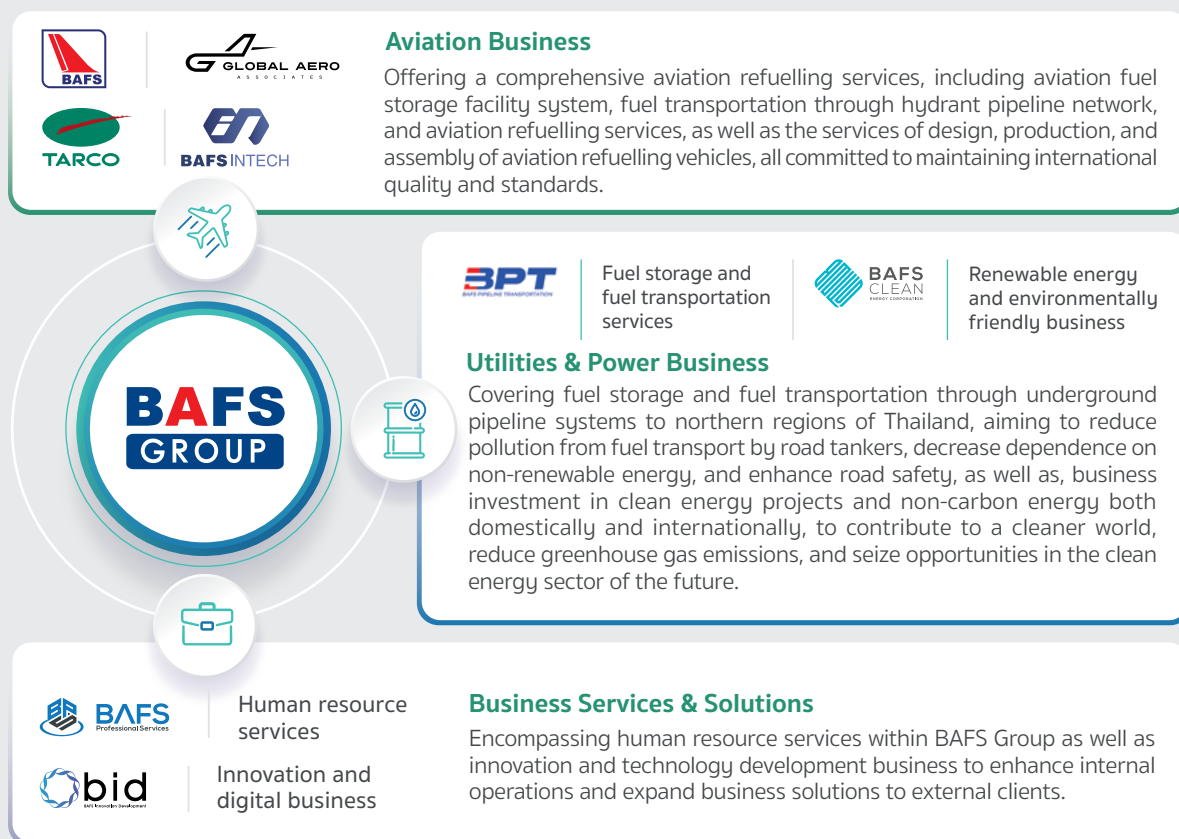 BAFS
GLOBAL AERO
ASSOCIATES
TARCO
BAFS INTECH
Aviation Business
Offering a comprehensive aviation refuelling services, including aviation fuel
storage facility system, fuel transportation through hydrant pipeline network,
and aviation refuelling services, as well as the services of design, production, and
assembly of aviation refuelling vehicles, all committed to maintaining international
quality and standards.
BAFS
GROUP
BPT
BAFS PIPELINE TRANSPORTATION
Fuel storage and
fuel transportation
services
BAFS
CLEAN
ENERGY CORPORATION
Renewable energy
and environmentally
friendly business
Utilities & Power Business
Covering fuel storage and fuel transportation through underground
pipeline systems to northern regions of Thailand, aiming to reduce
pollution from fuel transport by road tankers, decrease dependence on
non-renewable energy, and enhance road safety, as well as, business
investment in clean energy projects and non-carbon energy both
domestically and internationally, to contribute to a cleaner world,
reduce greenhouse gas emissions, and seize opportunities in the clean
energy sector of the future.
BAFS
Professional Services
Human resource
services
bid
BAFS Innovation Development
Innovation and
digital business
Business Services & Solutions
Encompassing human resource services within BAFS Group as well as
innovation and technology development business to enhance internal
operations and expand business solutions to external clients.